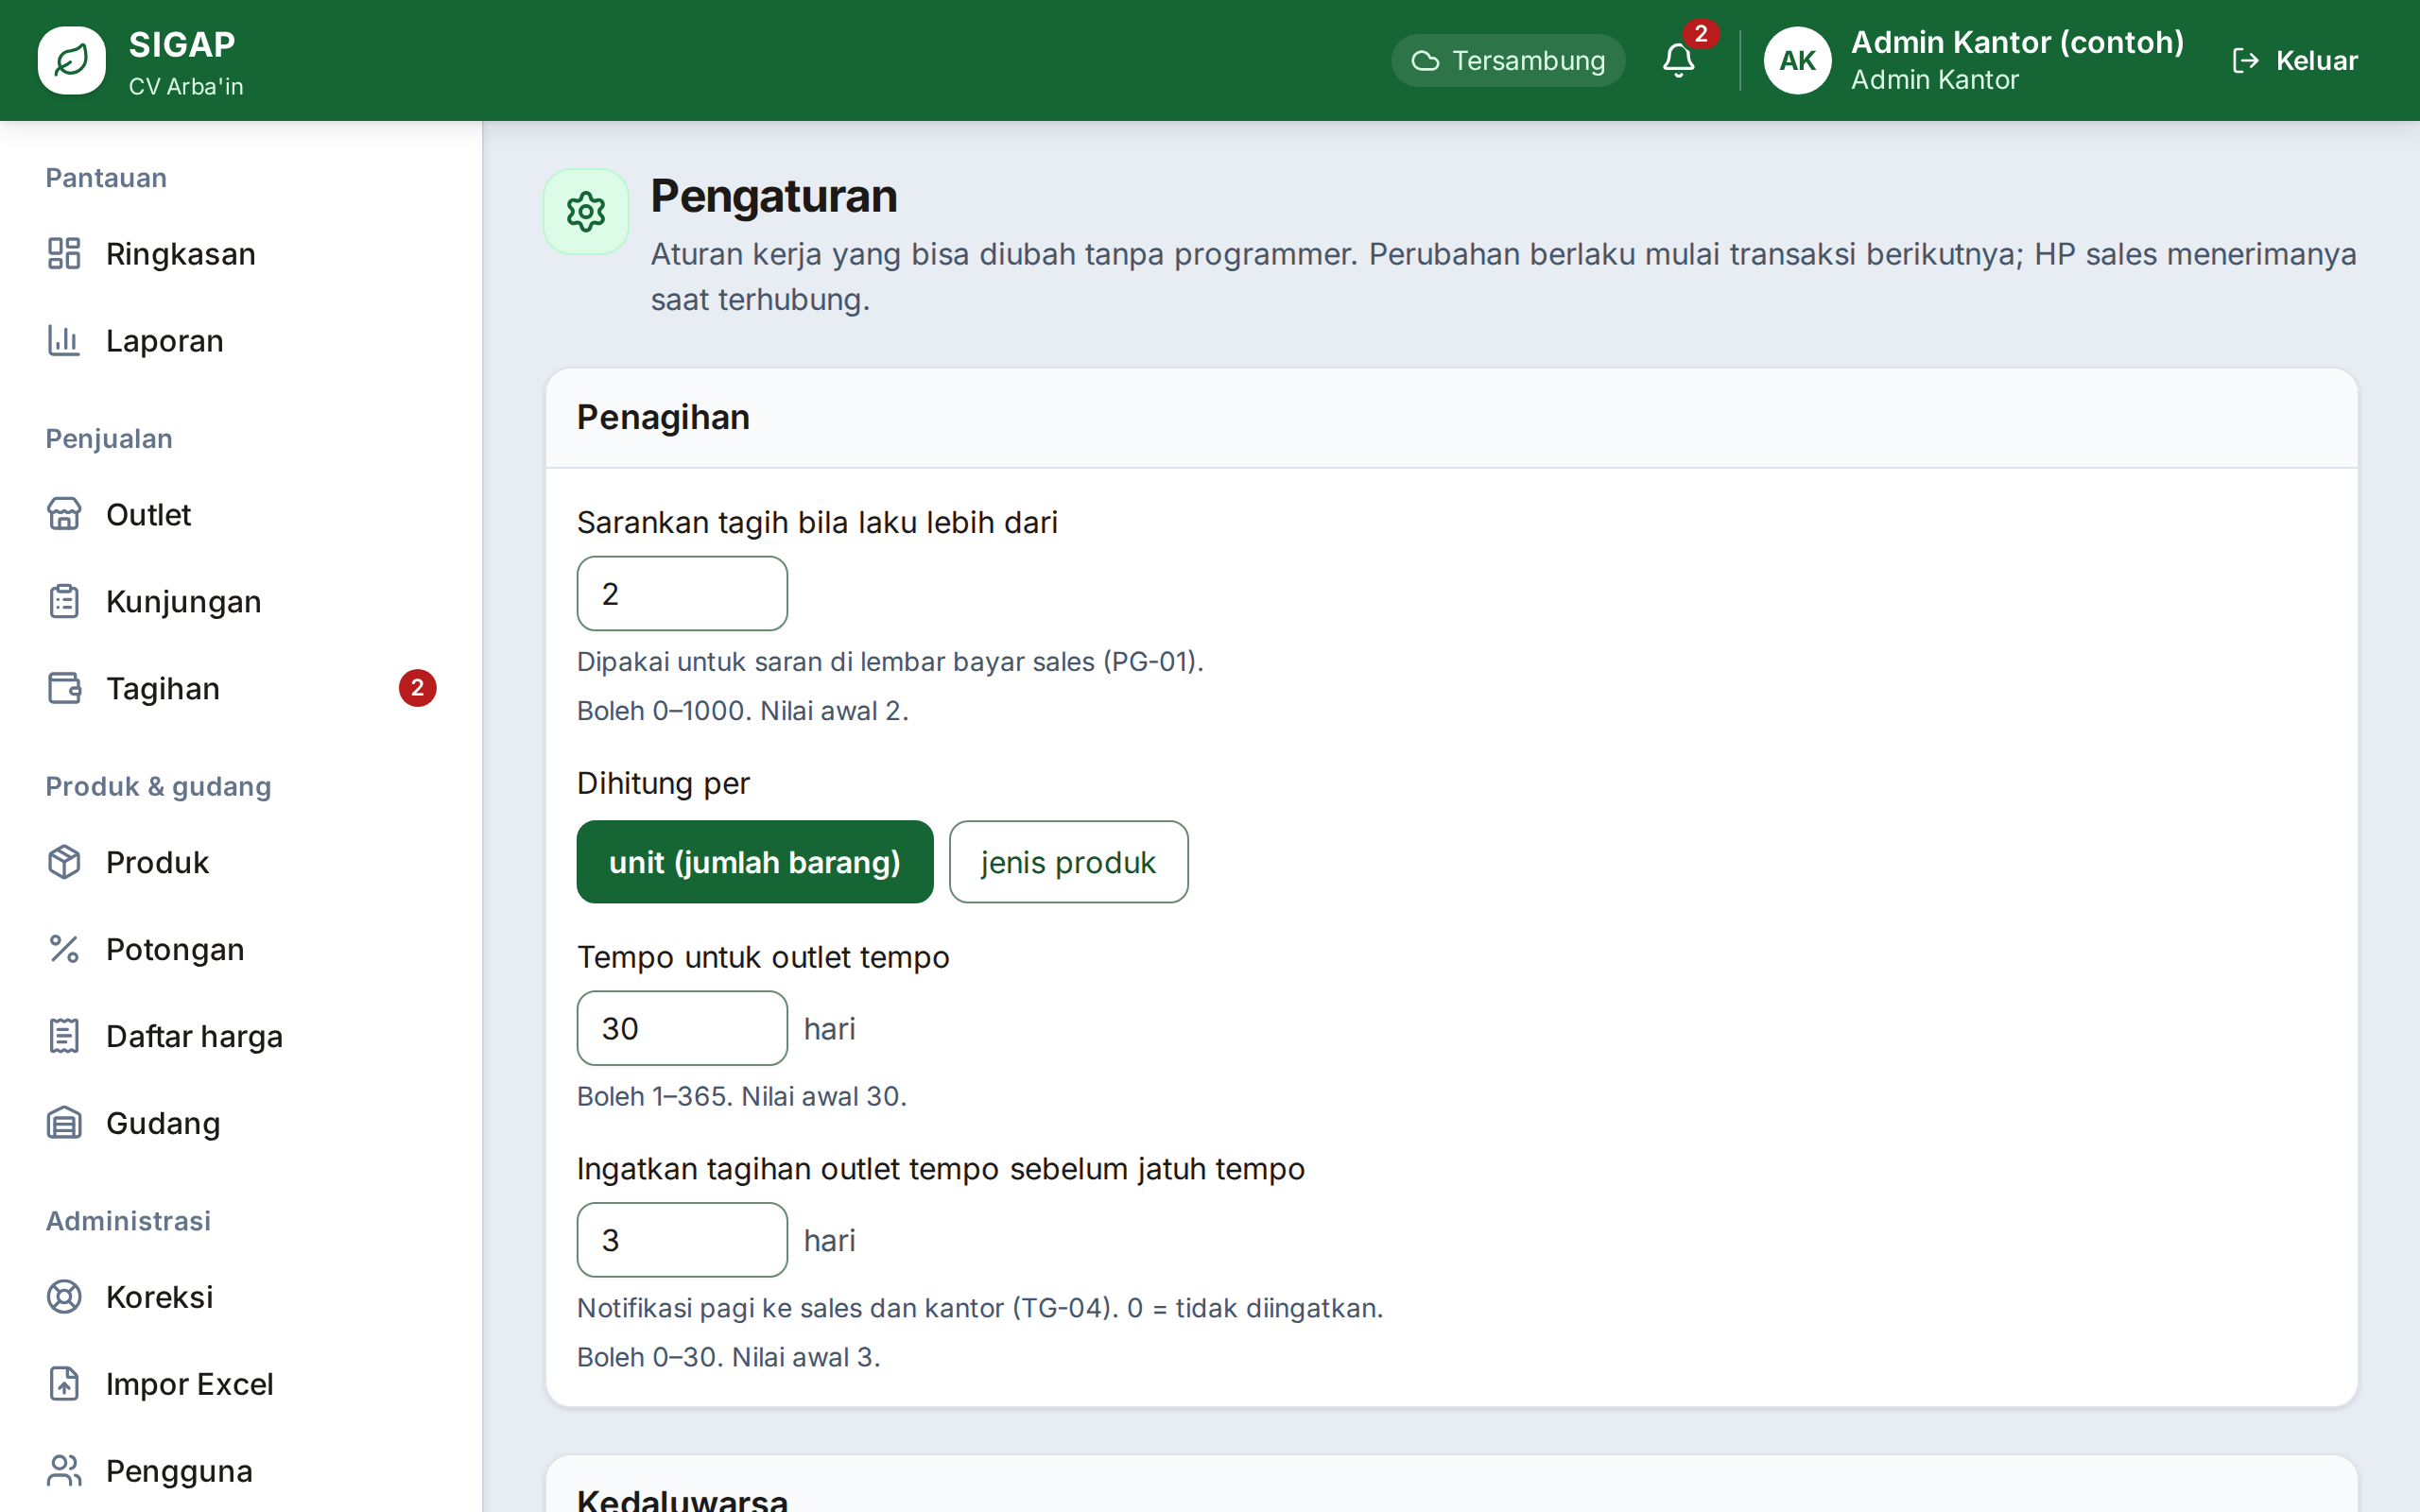 SIGAP
CV Arba'in
Tersambung
2
AK
Admin Kantor (contoh)
Admin Kantor
Keluar
Pantauan
Ringkasan
Laporan
Penjualan
Outlet
Kunjungan
Tagihan
2
Produk & gudang
Produk
Potongan
Daftar harga
Gudang
Administrasi
Koreksi
Impor Excel
Pengguna
Pengaturan
Aturan kerja yang bisa diubah tanpa programmer. Perubahan berlaku mulai transaksi berikutnya; HP sales menerimanya
saat terhubung.
Penagihan
Sarankan tagih bila laku lebih dari
2
Dipakai untuk saran di lembar bayar sales (PG-01).
Boleh 0–1000. Nilai awal 2.
Dihitung per
unit (jumlah barang)
jenis produk
Tempo untuk outlet tempo
30 hari
Boleh 1–365. Nilai awal 30.
Ingatkan tagihan outlet tempo sebelum jatuh tempo
3 hari
Notifikasi pagi ke sales dan kantor (TG-04). 0 = tidak diingatkan.
Boleh 0–30. Nilai awal 3.
Kedaluwarsa